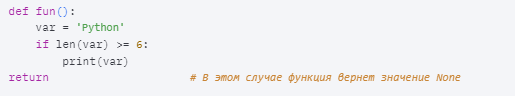 def fun():
    var = 'Python'
    if len(var) >= 6:
        print(var)
return                      # В этом случае функция вернет значение None